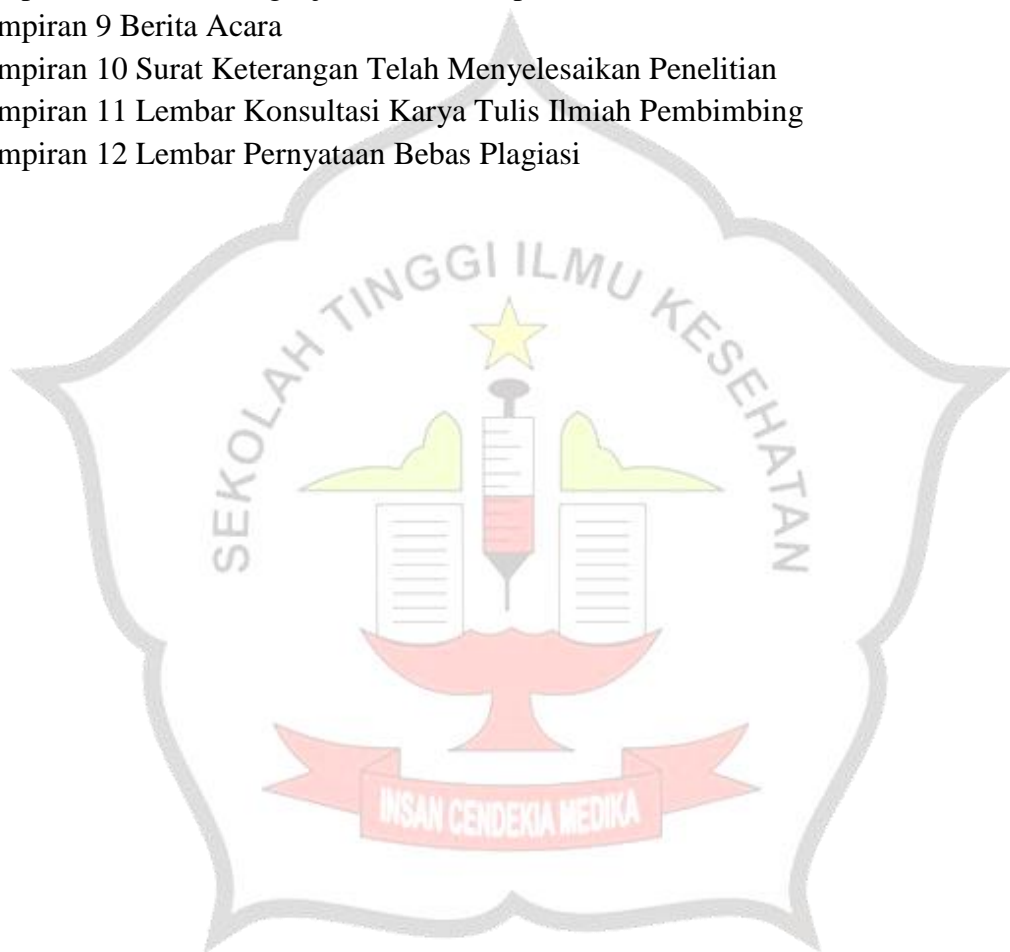 mpiran 9 Berita Acara
mpiran 10 Surat Keterangan Telah Menyelesaikan Penelitian
mpiran 11 Lembar Konsultasi Karya Tulis Ilmiah Pembimbing
mpiran 12 Lembar Pernyataan Bebas Plagiasi
SEKOLAH TINGGI ILMU KESEHATAN
INSAN CENDEKIA MEDIKA